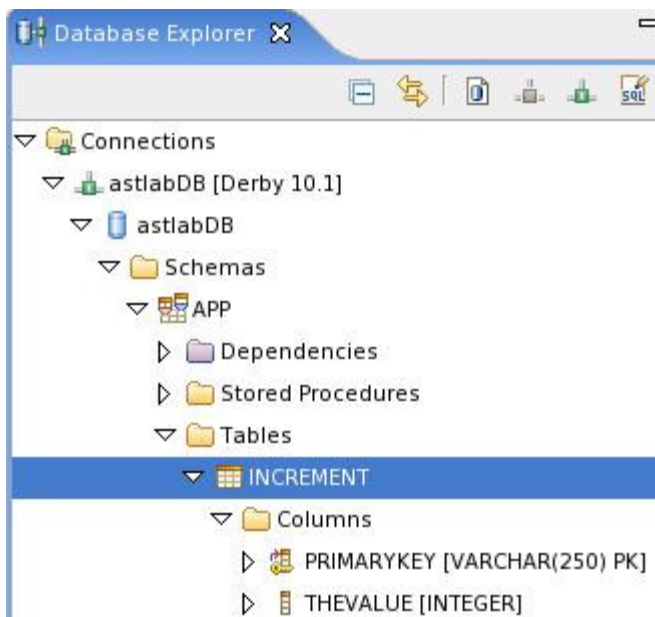 Database Explorer
SQL
Connections
astlabDB [Derby 10.1]
astlabDB
Schemas
APP
Dependencies
Stored Procedures
Tables
INCREMENT
Columns
PRIMARYKEY [VARCHAR(250) PK]
THEVALUE [INTEGER]